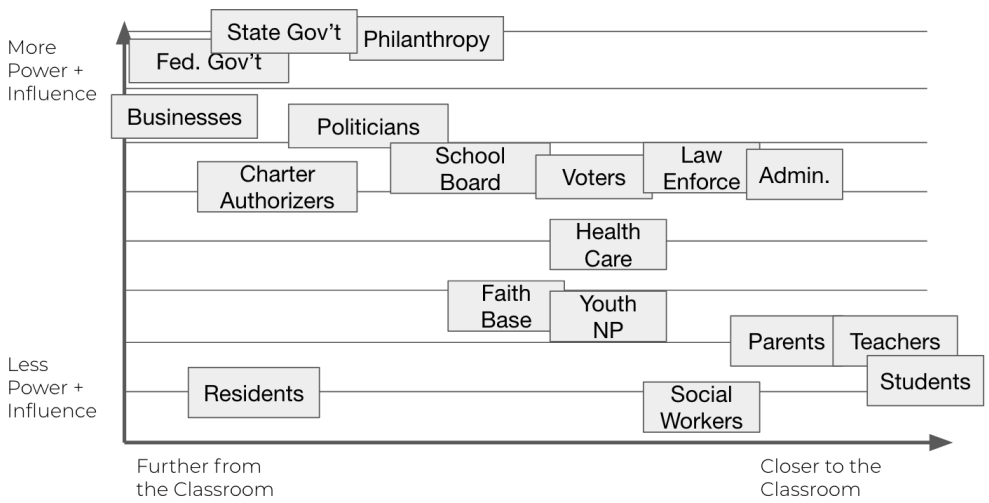 More
Power +
Influence
State Gov't
Philanthropy
Fed. Gov't
Businesses
Politicians
School
Board
Voters
Law
Enforce
Admin.
Charter
Authorizers
Health
Care
Faith
Base
Youth
NP
Parents
Teachers
Students
Less
Power +
Influence
Residents
Social
Workers
Further from
the Classroom
Closer to the
Classroom